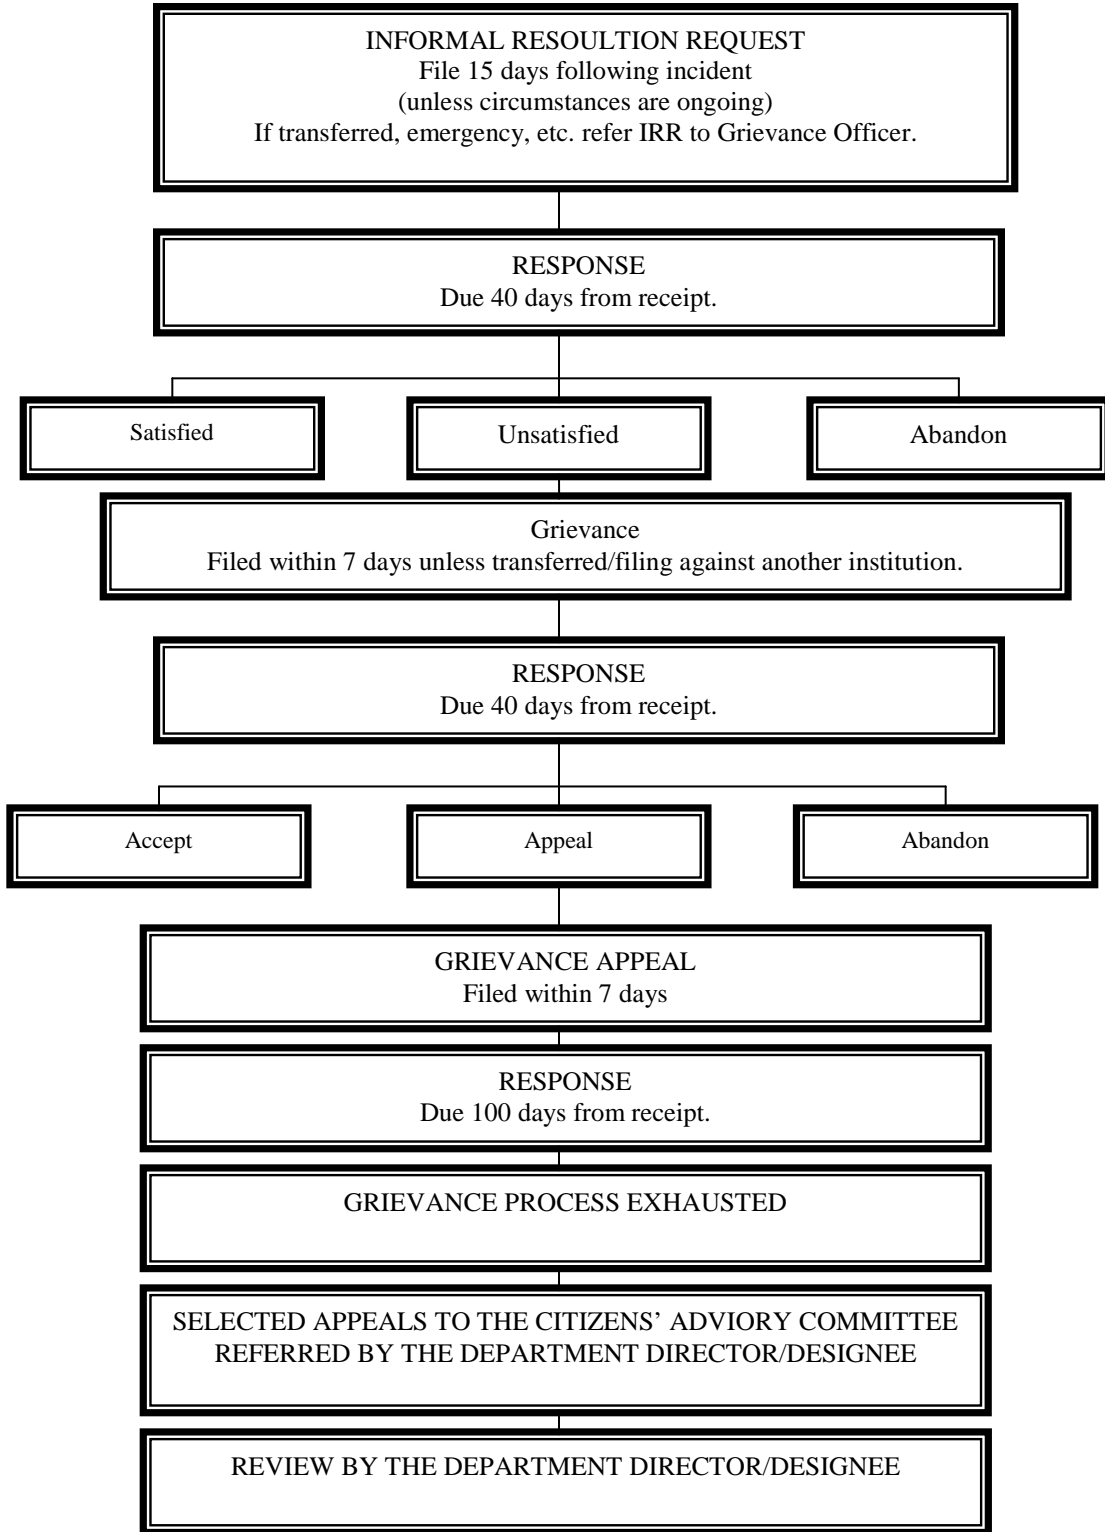 INFORMAL RESOULTION REQUEST
File 15 days following incident
(unless circumstances are ongoing)
If transferred, emergency, etc. refer IRR to Grievance Officer.
RESPONSE
Due 40 days from receipt.
Satisfied
Unsatisfied
Abandon
Grievance
Filed within 7 days unless transferred/filing against another institution.
RESPONSE
Due 40 days from receipt.
Accept
Appeal
Abandon
GRIEVANCE APPEAL
Filed within 7 days
RESPONSE
Due 100 days from receipt.
GRIEVANCE PROCESS EXHAUSTED
SELECTED APPEALS TO THE CITIZENS’ ADVIORY COMMITTEE
REFERRED BY THE DEPARTMENT DIRECTOR/DESIGNEE
REVIEW BY THE DEPARTMENT DIRECTOR/DESIGNEE